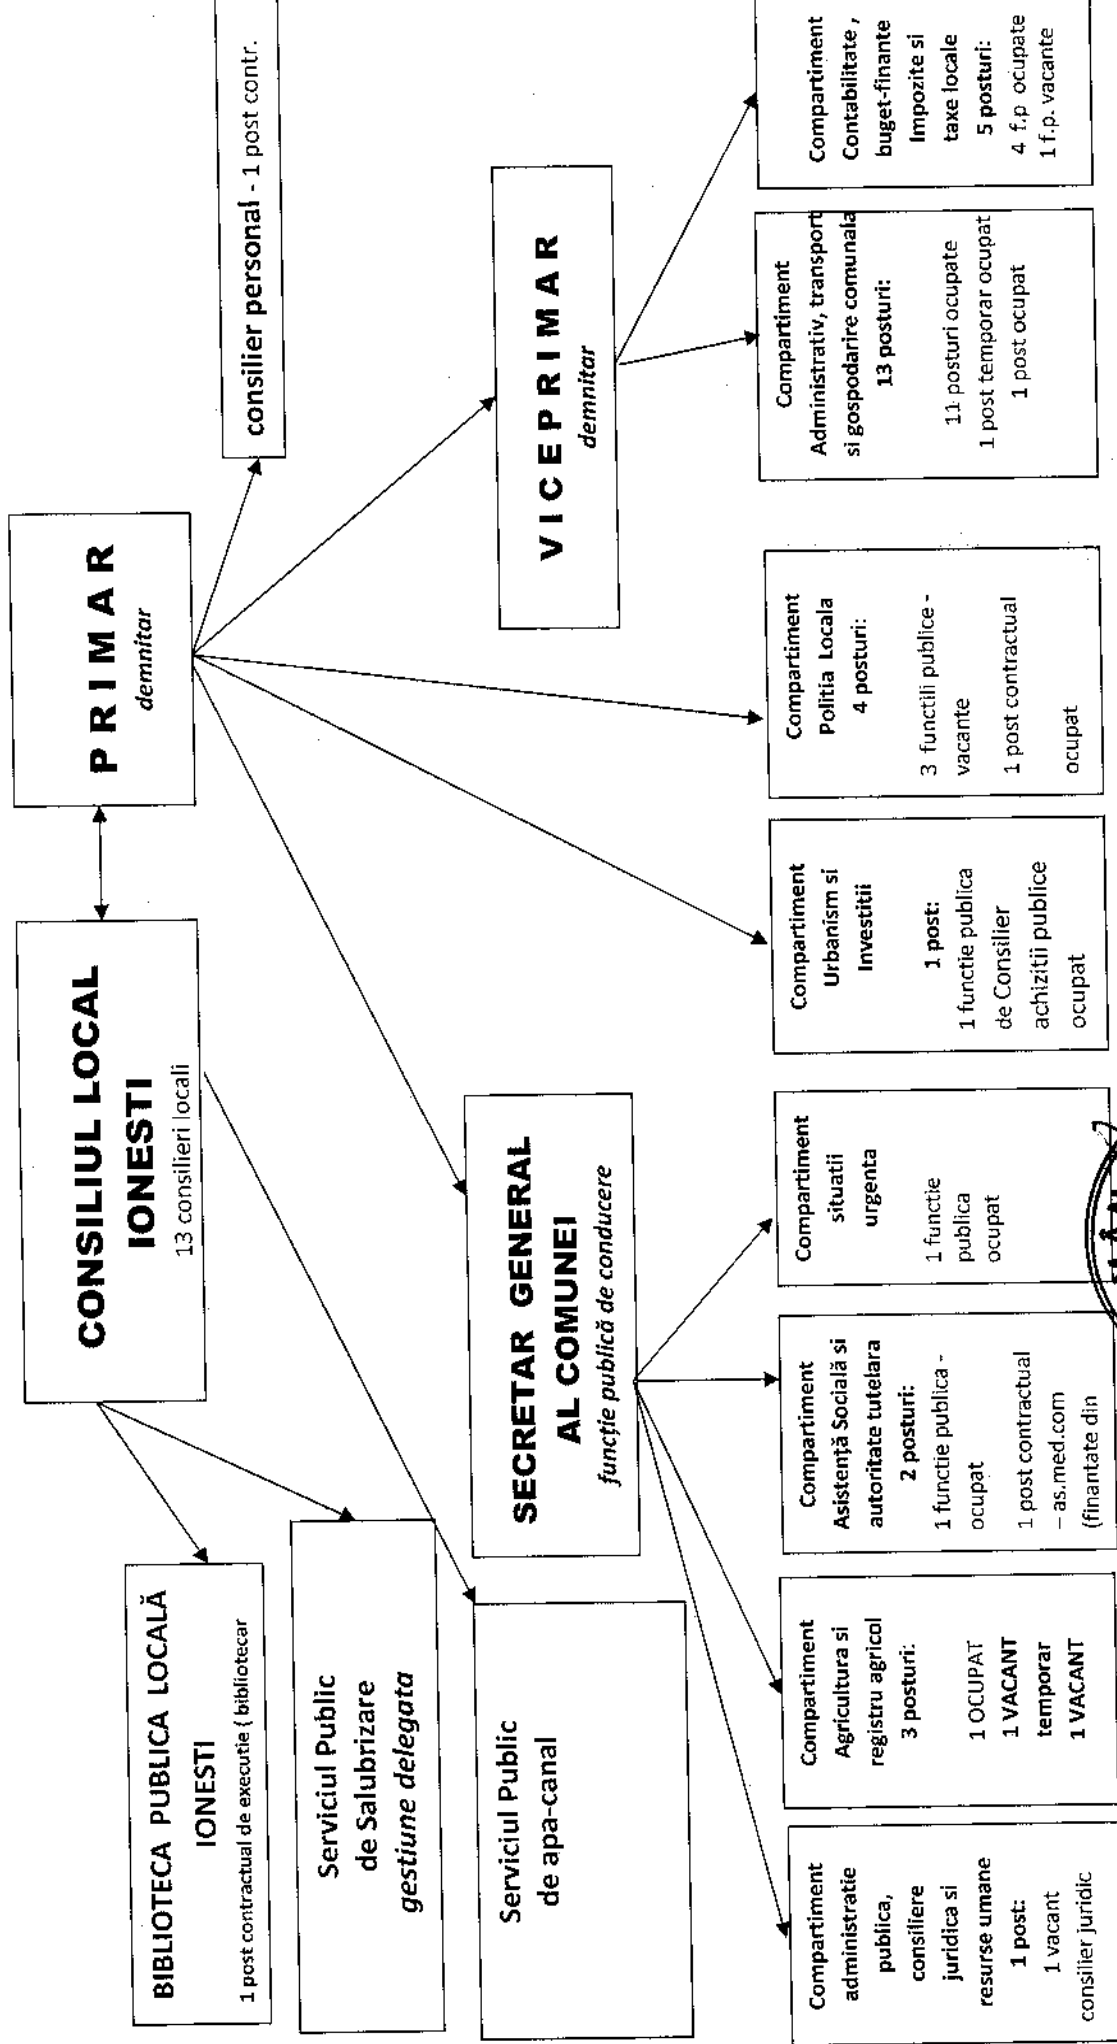 CONSILIUL LOCAL
IONESTI
13 consilieri locali
P R I M A R
demnitar
consilier personal - 1 post contr.
BIBLIOTECA PUBLICA LOCALĂ
IONESTI
1 post contractual de executie ( bibliotecar
Serviciul Public
de Salubrizare
gestiune delegata
Serviciul Public
de apa-canal
SECRETAR GENERAL
AL COMUNEI
funcție publică de conducere
V I C E P R I M A R
demnitar
Compartiment
administratie
publica,
consiliere
juridica si
resurse umane
1 post:
1 vacant
consilier juridic
Compartiment
Agricultura si
registru agricol
3 posturi:
1 OCUPAT
1 VACANT
temporar
1 VACANT
Compartiment
Asistență Socială si
autoritate tutelara
2 posturi:
1 functie publica -
ocupat
1 post contractual
– as.med.com
(finantate din
Compartiment
situatii
urgenta
1 functie
publica
ocupat
Compartiment
Urbanism si
Investitii
1 post:
1 functie publica
de Consilier
achizitii publice
ocupat
Compartiment
Politia Locala
4 posturi:
3 functili publice -
vacante
1 post contractual
ocupat
Compartiment
Administrativ, transport
si gospodarire comunala
13 posturi:
11 posturi ocupate
1 post temporar ocupat
1 post ocupat
Compartiment
Contabilitate ,
buget-finante
Impozite si
taxe locale
5 posturi:
4 f.p ocupate
1 f.p. vacante